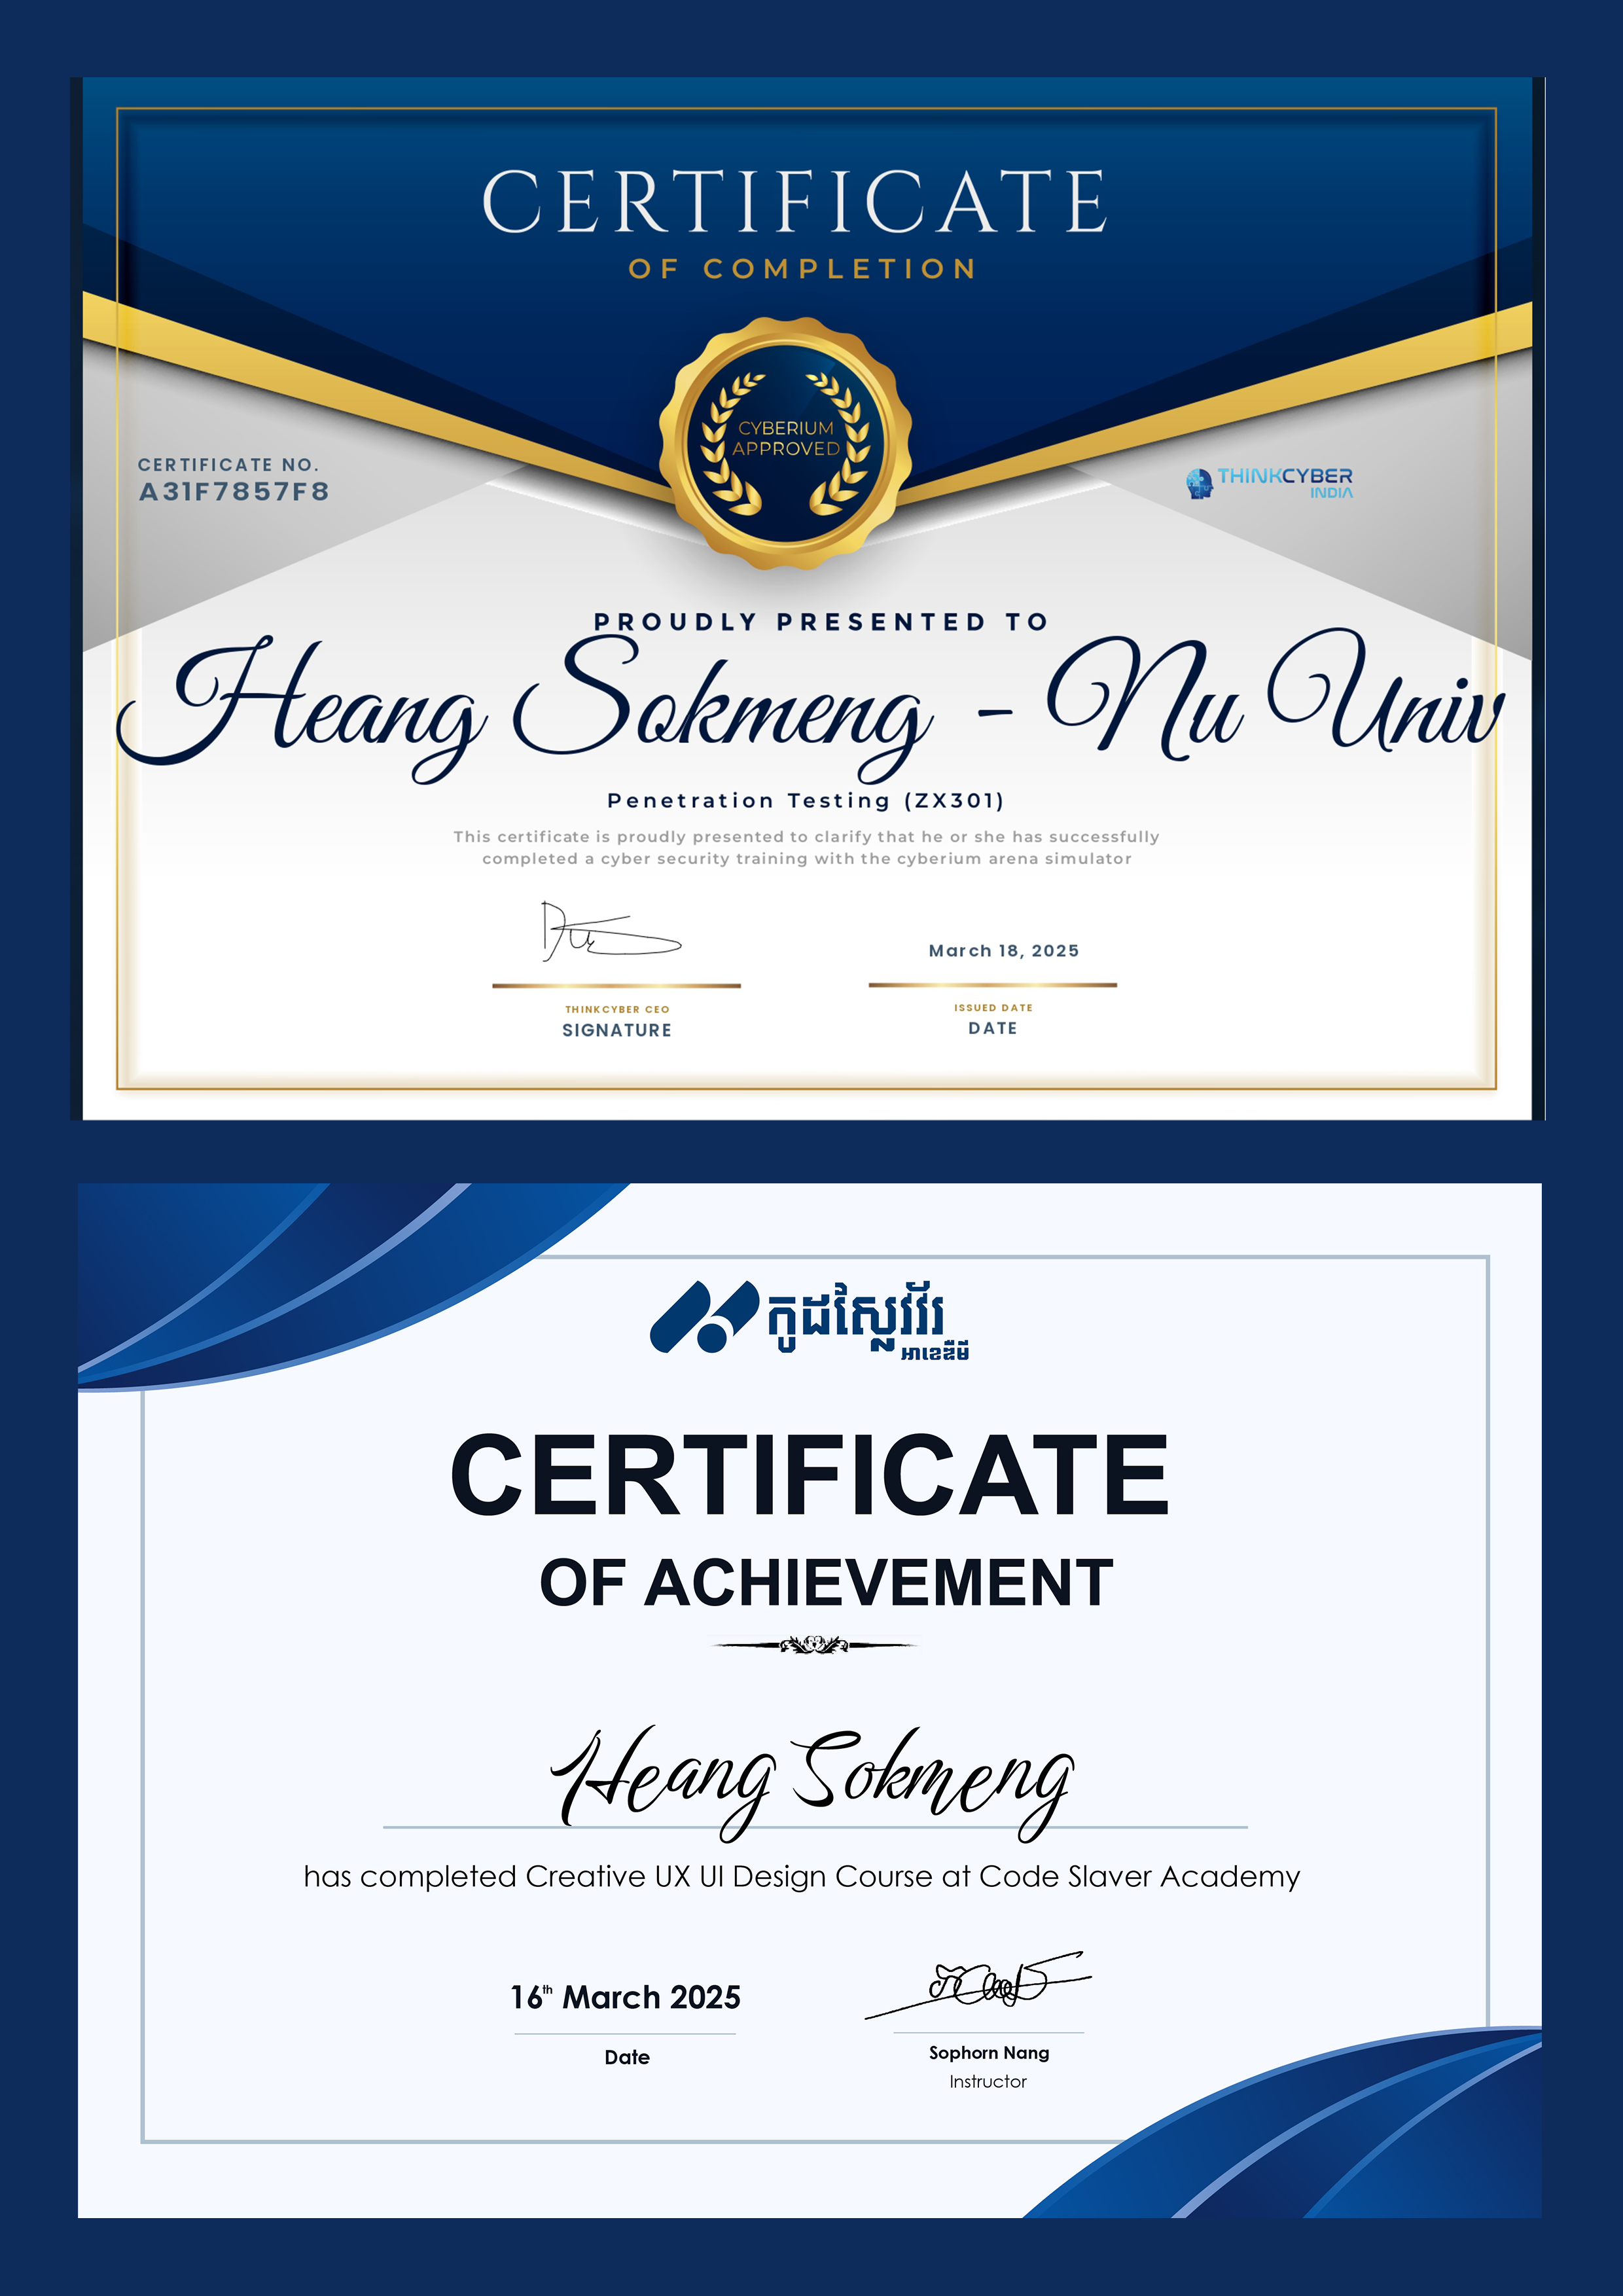 CERTIFICATE
OF COMPLETION
CYBERIUM
APPROVED
CERTIFICATE NO.
A31F7857F8
THINKCYBER
INDIA
PROUDLY PRESENTED TO
Heang Sokmeng - Nu Univ
Penetration Testing (ZX301)
This certificate is proudly presented to clarify that he or she has successfully
completed a cyber security training with the cyberium arena simulator
March 18, 2025
THINKCYBER CEO
SIGNATURE
ISSUED DATE
DATE
កូដស្លៃវើរ
អាខេឌឺមី
CERTIFICATE
OF ACHIEVEMENT
Heang Sokmeng
has completed Creative UX UI Design Course at Code Slaver Academy
16th March 2025
Date
Sophorn Nang
Instructor